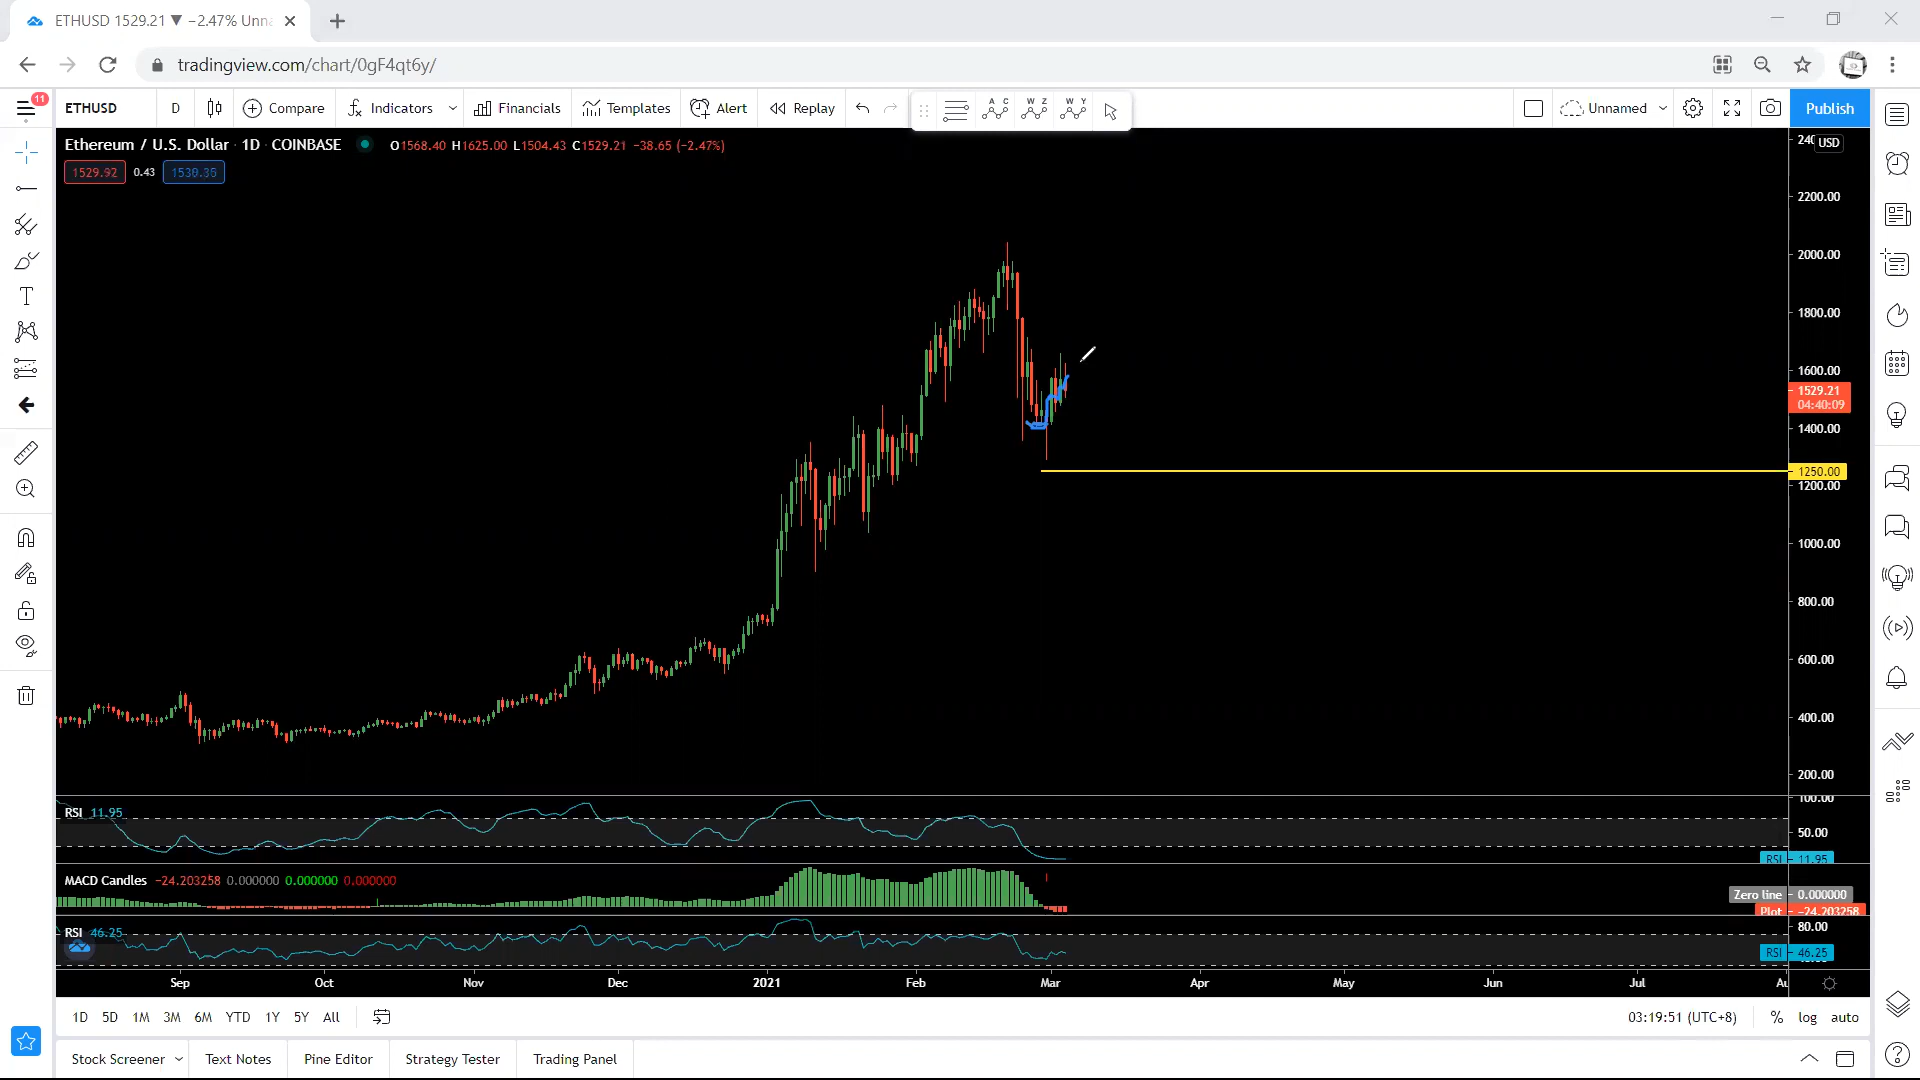 ETHUSD 1529.21 ▼ −2.47% Unna
tradingview.com/chart/0gF4qt6y/
11
ETHUSD D Compare Indicators Financials Templates Alert Replay A C W Z W Y Unnamed Publish
Ethereum / U.S. Dollar · 1D · COINBASE O1568.40 H1625.00 L1504.43 C1529.21 −38.65 (−2.47%)
1529.92 0.43 1530.35
USD
2200.00
2000.00
1800.00
1600.00
1529.21
04:40:09
1400.00
1250.00
1200.00
1000.00
800.00
600.00
400.00
200.00
RSI 11.95
100.00
50.00
RSI 11.95
MACD Candles −24.203258 0.000000 0.000000 0.000000
Zero line 0.000000
Plot −24.203258
RSI 46.25
80.00
RSI 46.25
Sep Oct Nov Dec 2021 Feb Mar Apr May Jun Jul
1D 5D 1M 3M 6M YTD 1Y 5Y All 03:19:51 (UTC+8) % log auto
Stock Screener Text Notes Pine Editor Strategy Tester Trading Panel